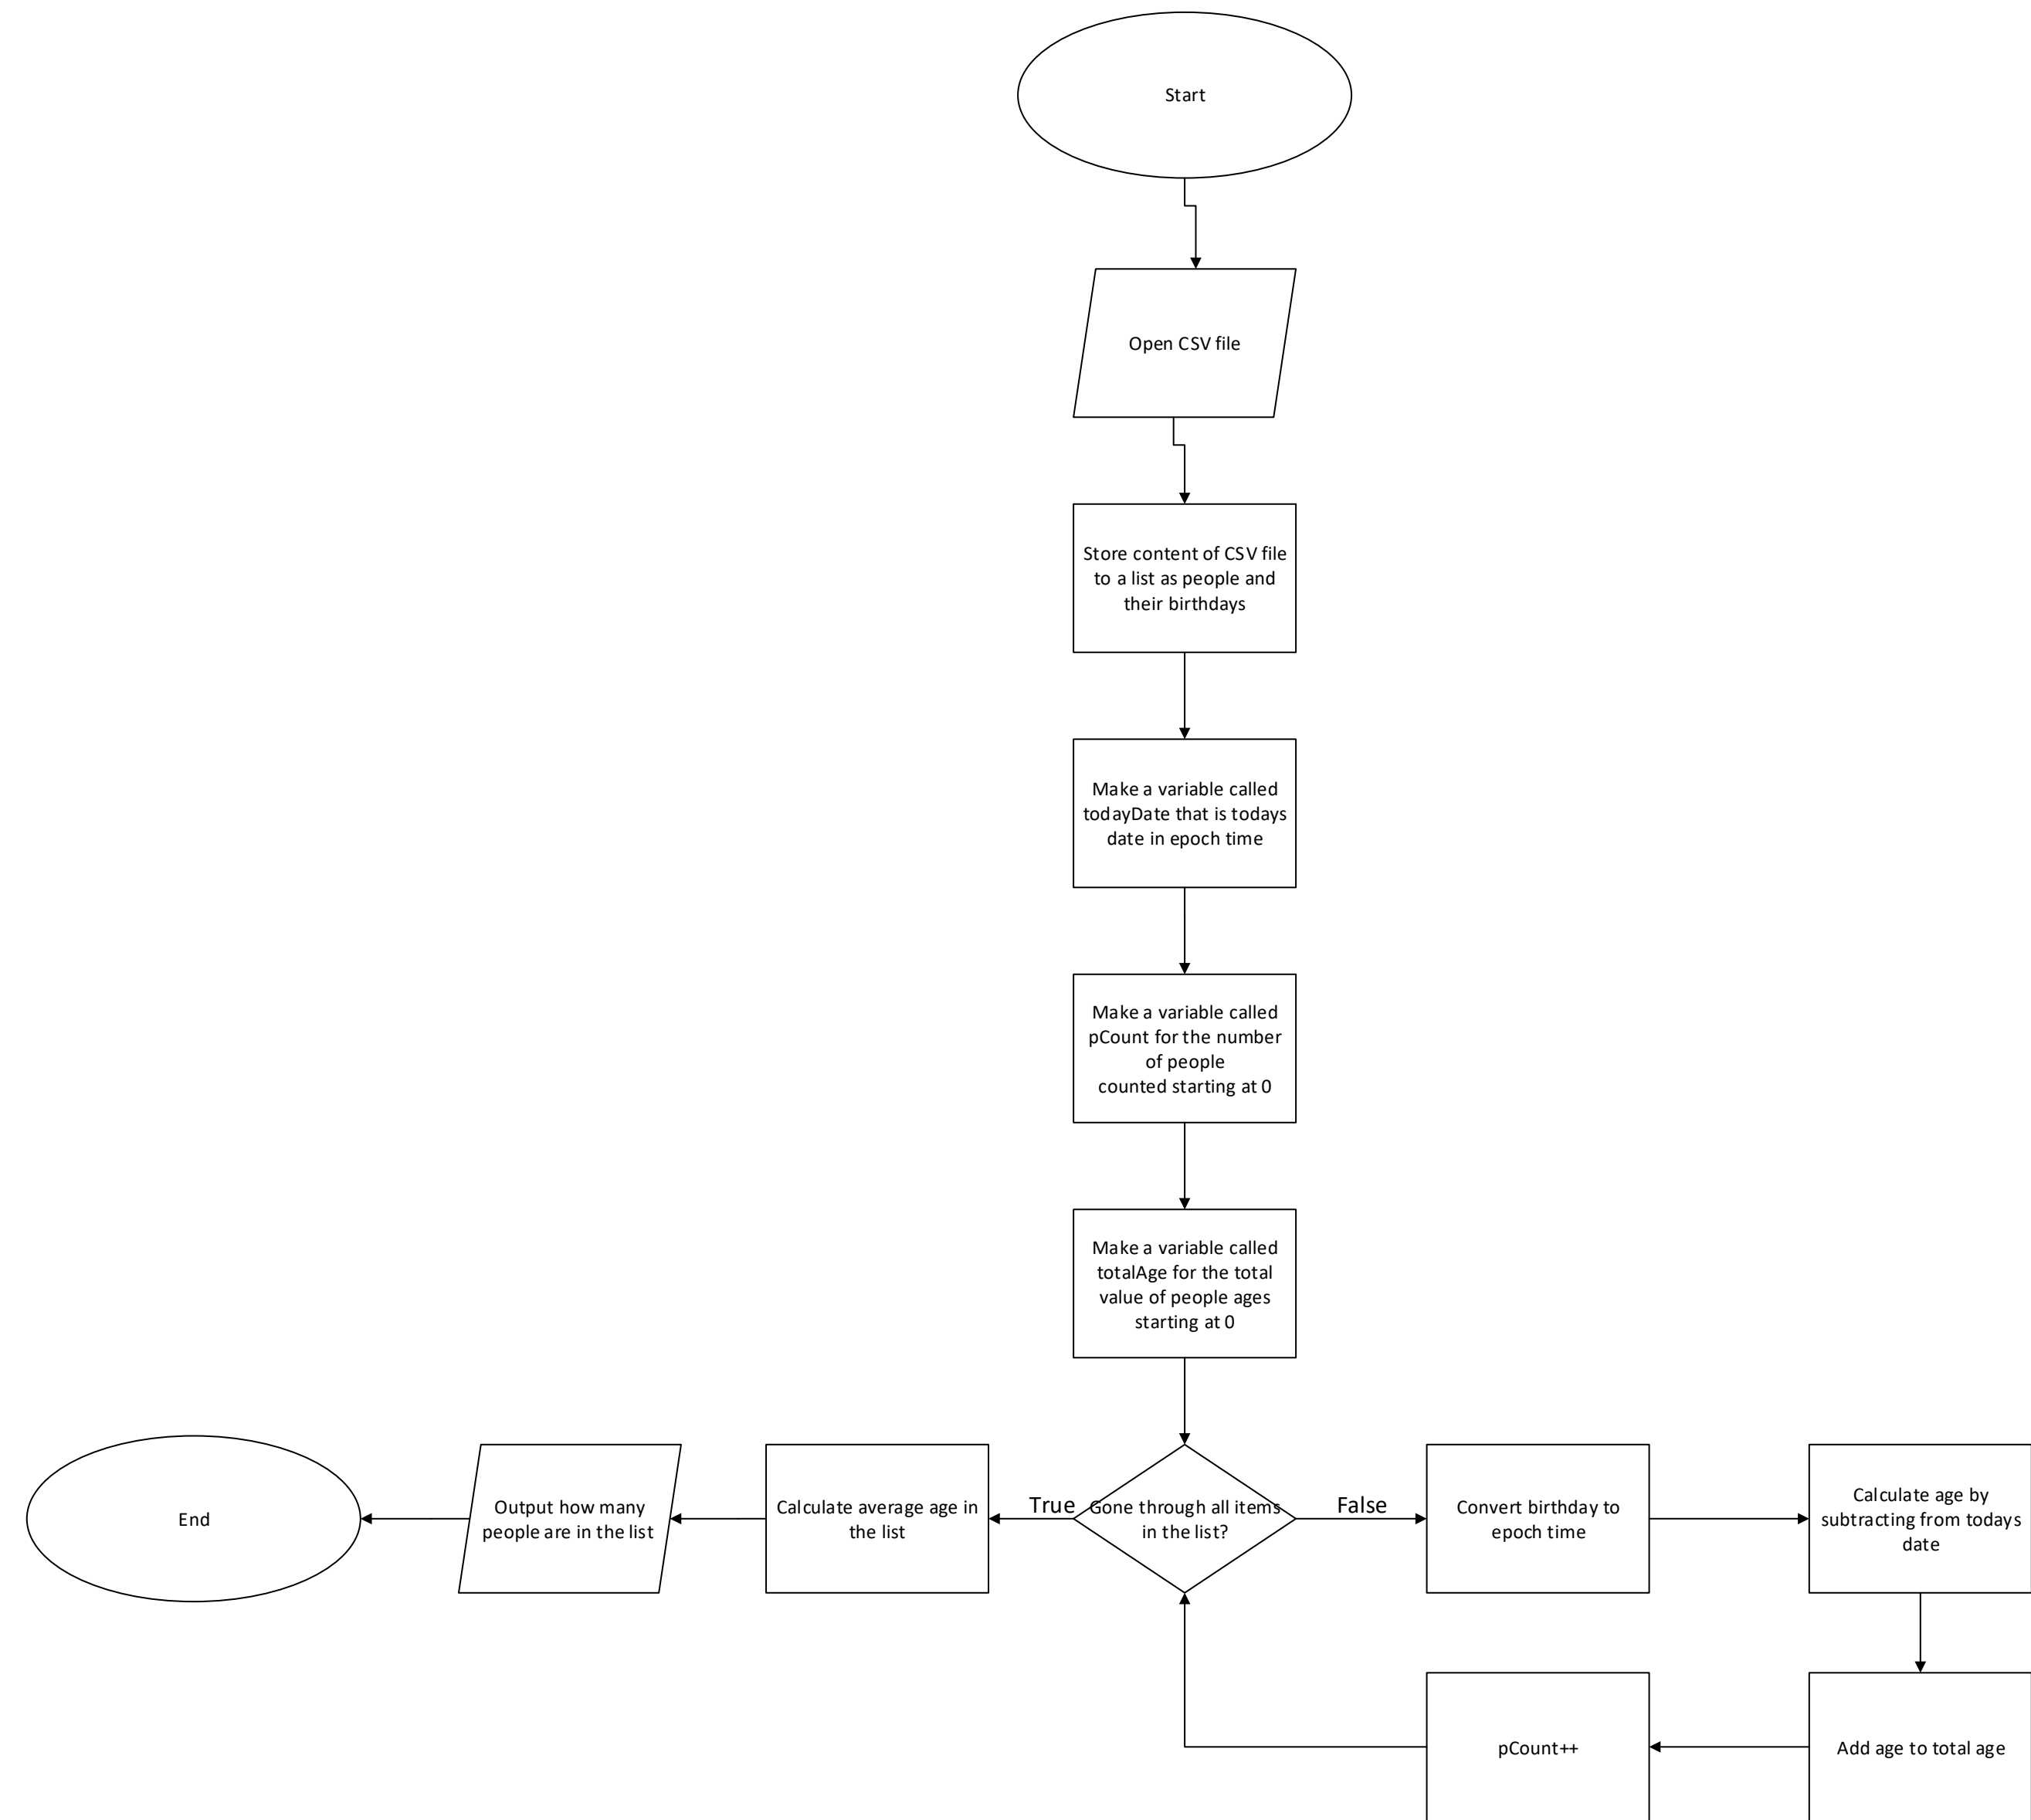 Start
Open CSV file
Store content of CSV file
to a list as people and
their birthdays
Make a variable called
todayDate that is todays
date in epoch time
Make a variable called
pCount for the number
of people
counted starting at 0
Make a variable called
totalAge for the total
value of people ages
starting at 0
Gone through all items
in the list?
True
False
Calculate average age in
the list
Output how many
people are in the list
End
Convert birthday to
epoch time
Calculate age by
subtracting from todays
date
Add age to total age
pCount++